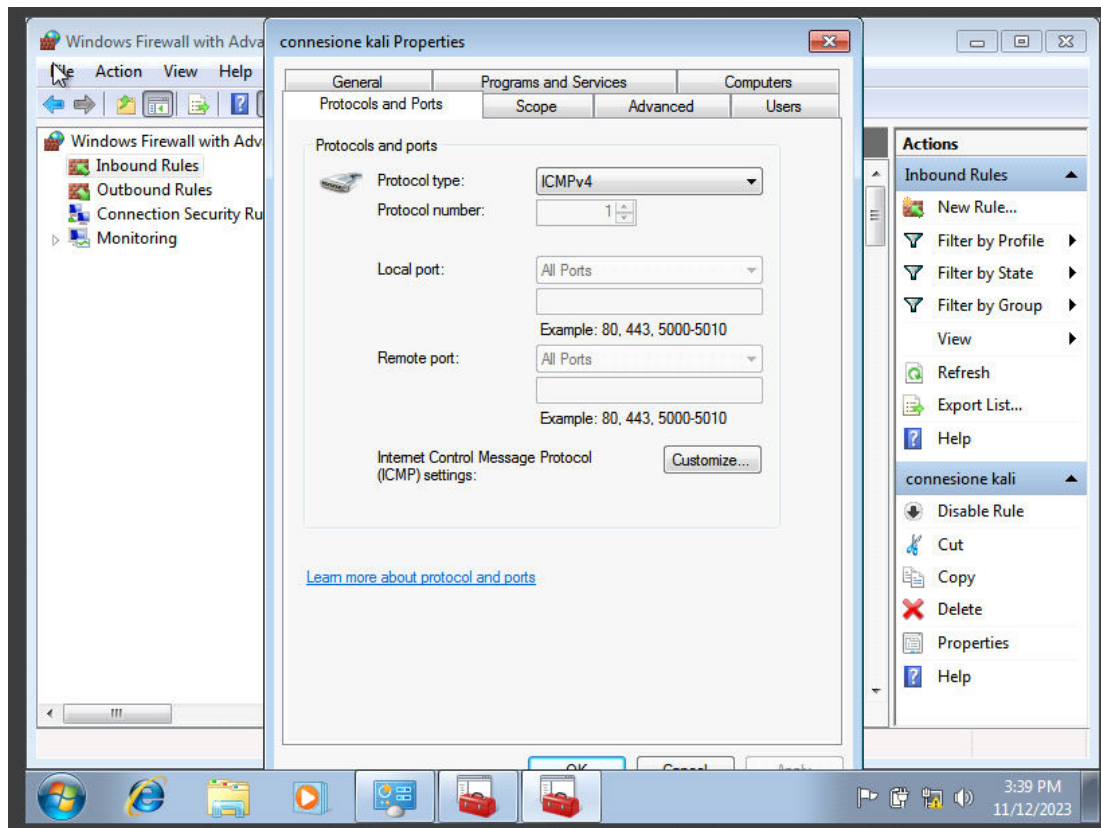 Windows Firewall with Adva
Action View Help
Windows Firewall with Adv
Inbound Rules
Outbound Rules
Connection Security Ru
Monitoring
connesione kali Properties
General Programs and Services Computers
Protocols and Ports Scope Advanced Users
Protocols and ports
Protocol type: ICMPv4
Protocol number: 1
Local port: All Ports
Example: 80, 443, 5000-5010
Remote port: All Ports
Example: 80, 443, 5000-5010
Internet Control Message Protocol
(ICMP) settings: Customize...
Learn more about protocol and ports
OK Cancel Apply
Actions
Inbound Rules
New Rule...
Filter by Profile
Filter by State
Filter by Group
View
Refresh
Export List...
Help
connesione kali
Disable Rule
Cut
Copy
Delete
Properties
Help
3:39 PM
11/12/2023